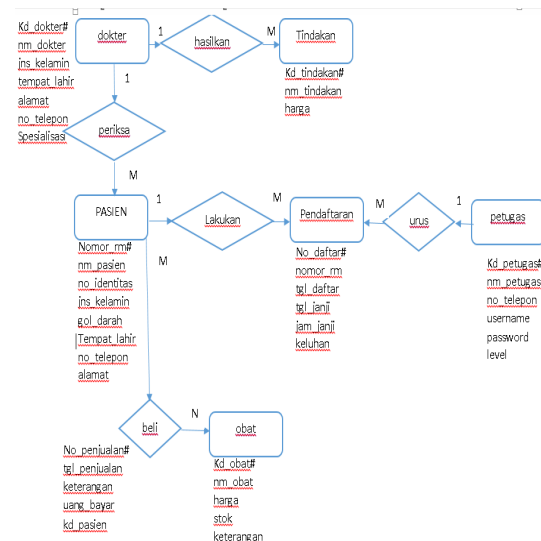 Kd_dokter#
nm_dokter
jns_kelamin
tempat_lahir
alamat
no_telepon
Spesialisasi
dokter
1
hasilkan
M
Tindakan
Kd_tindakan#
nm_tindakan
harga
1
periksa
M
PASIEN
1
Lakukan
M
Pendaftaran
M
urus
1
petugas
Nomor_rm#
nm_pasien
no_identitas
jns_kelamin
gol_darah
Tempat_lahir
no_telepon
alamat
M
No_daftar#
nomor_rm
tgl_daftar
tgl_janji
jam_janji
keluhan
Kd_petugas#
nm_petugas
no_telepon
username
password
level
beli
N
obat
No_penjualan#
tgl_penjualan
keterangan
uang_bayar
kd_pasien
Kd_obat#
nm_obat
harga
stok
keterangan